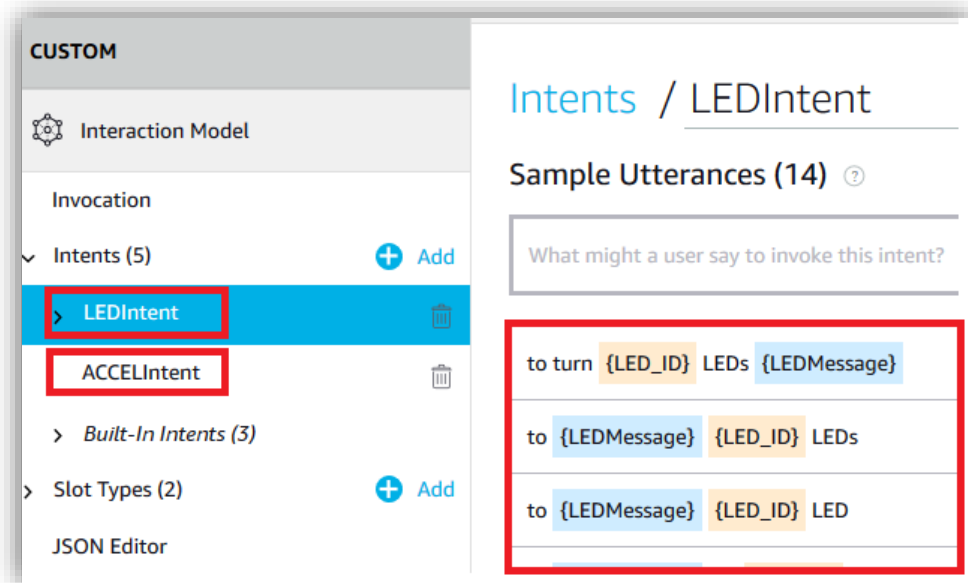 CUSTOM
Interaction Model
Invocation
Intents (5)
Add
LEDIntent
ACCELIntent
Built-In Intents (3)
Slot Types (2)
Add
JSON Editor
Intents / LEDIntent
Sample Utterances (14) ?
What might a user say to invoke this intent?
to turn {LED_ID} LEDs {LEDMessage}
to {LEDMessage} {LED_ID} LEDs
to {LEDMessage} {LED_ID} LED